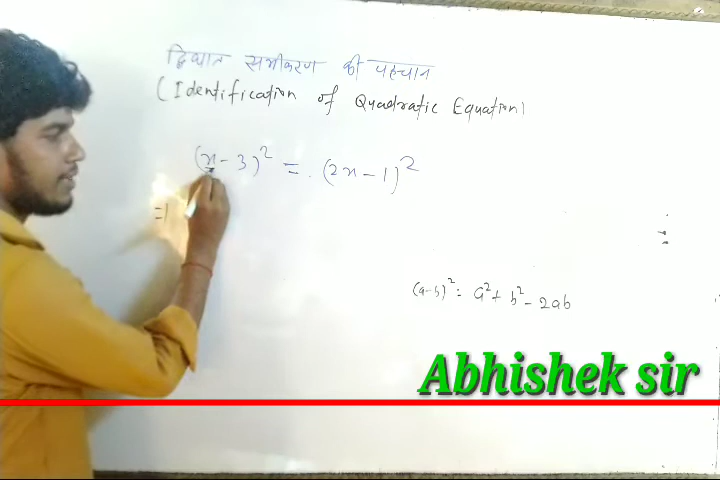 द्विघात समीकरण की पहचान
(Identification of Quadratic Equation)
(x - 3)² = (2x - 1)²
=)
(a-b)² = a² + b² - 2ab
Abhishek sir